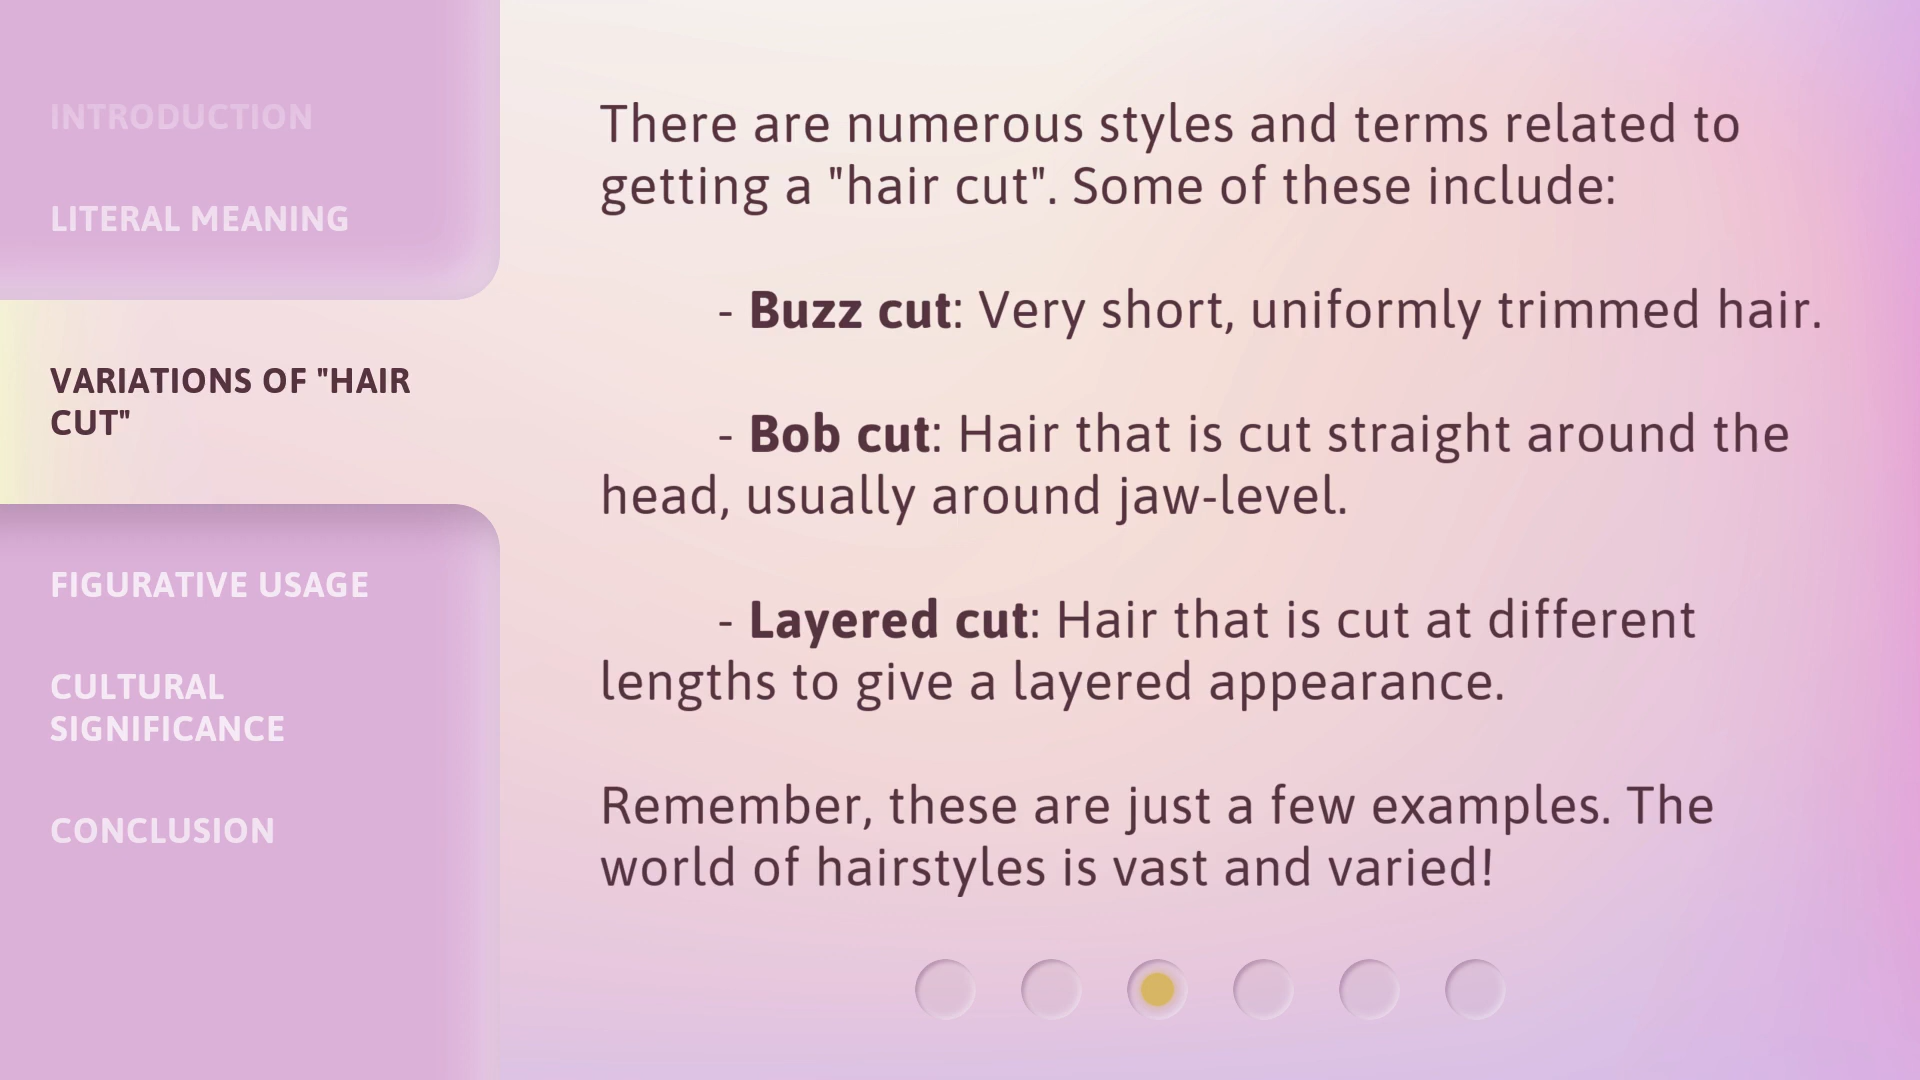 INTRODUCTION
LITERAL MEANING
VARIATIONS OF "HAIR
CUT"
FIGURATIVE USAGE
CULTURAL
SIGNIFICANCE
CONCLUSION
There are numerous styles and terms related to
getting a "hair cut". Some of these include:
- Buzz cut: Very short, uniformly trimmed hair.
- Bob cut: Hair that is cut straight around the
head, usually around jaw-level.
- Layered cut: Hair that is cut at different
lengths to give a layered appearance.
Remember, these are just a few examples. The
world of hairstyles is vast and varied!